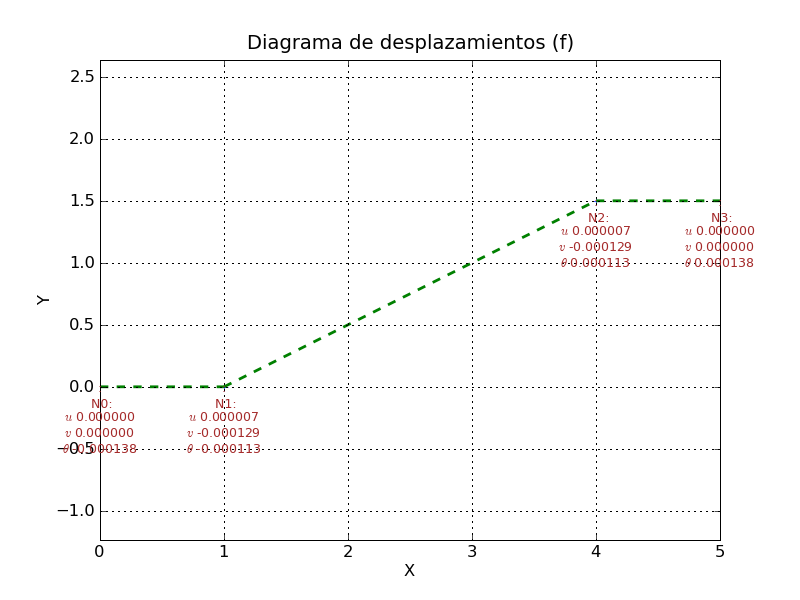 Diagrama de desplazamientos (f)
2.5
2.0
1.5
N2: N3:
u 0.000007 u 0.000000
v -0.000129 v 0.000000
1.0 θ 0.000113 θ 0.000138
Y
0.5
0.0
N0: N1:
u 0.000000 u 0.000007
v 0.000000 v -0.000129
−0.5 θ -0.000138 θ -0.000113
−1.0
0 1 2 3 4 5
X